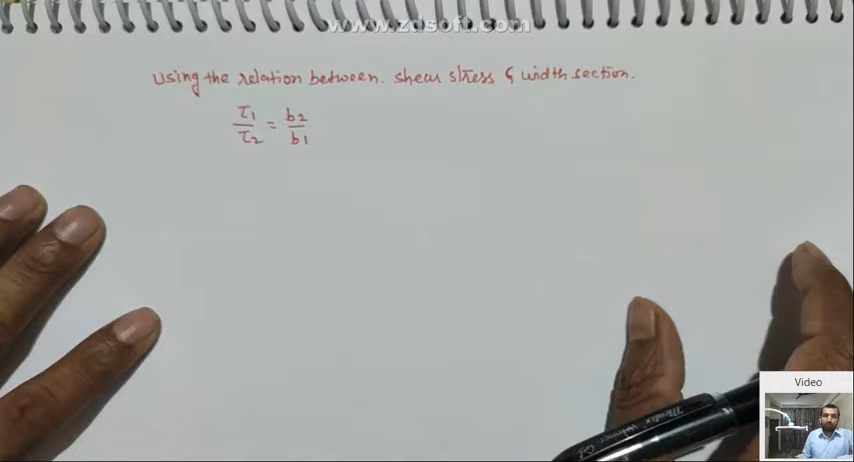 www.zdsoft.com
Using the relation between. shear stress & width section.
τ1/τ2 = b2/b1
Video